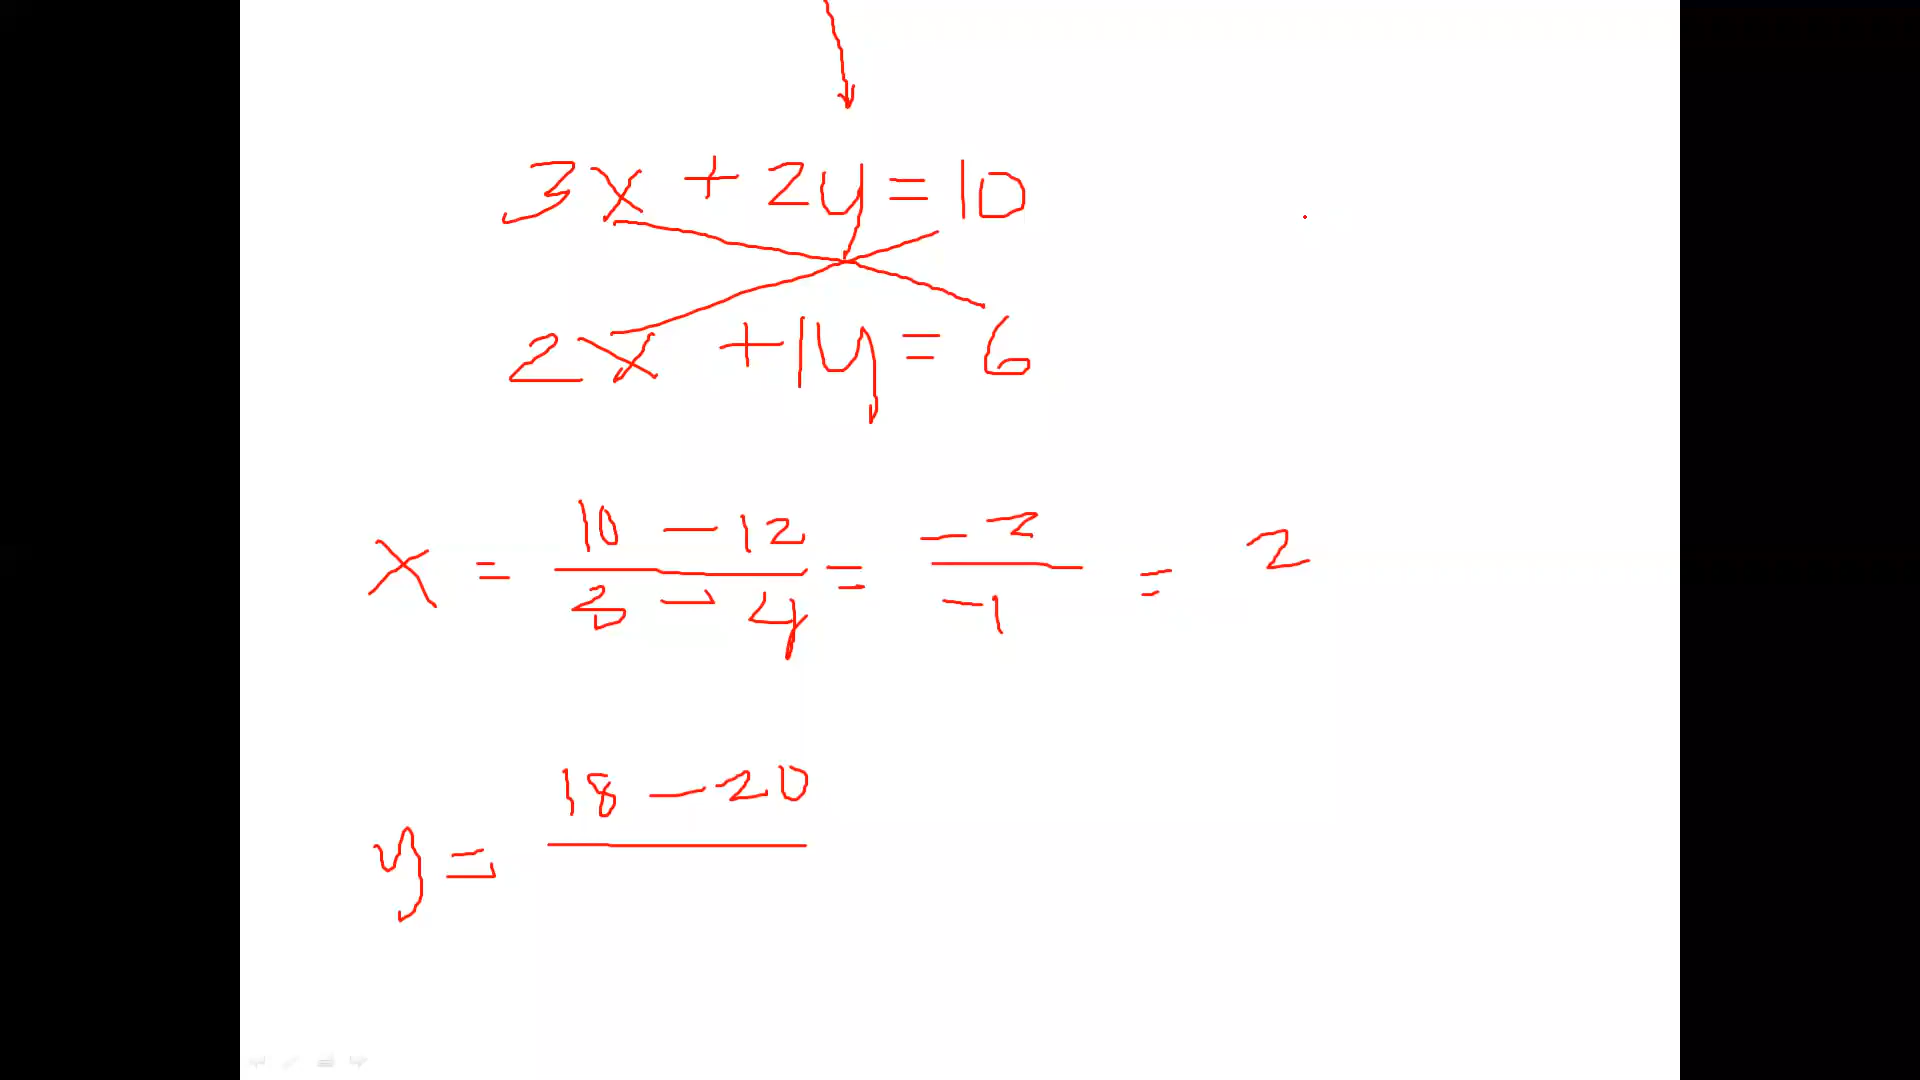 3x + 2y = 10
2x + 1y = 6
x = 10 - 12 / 3 - 4 = -2 / -1 = 2
y = 18 - 20